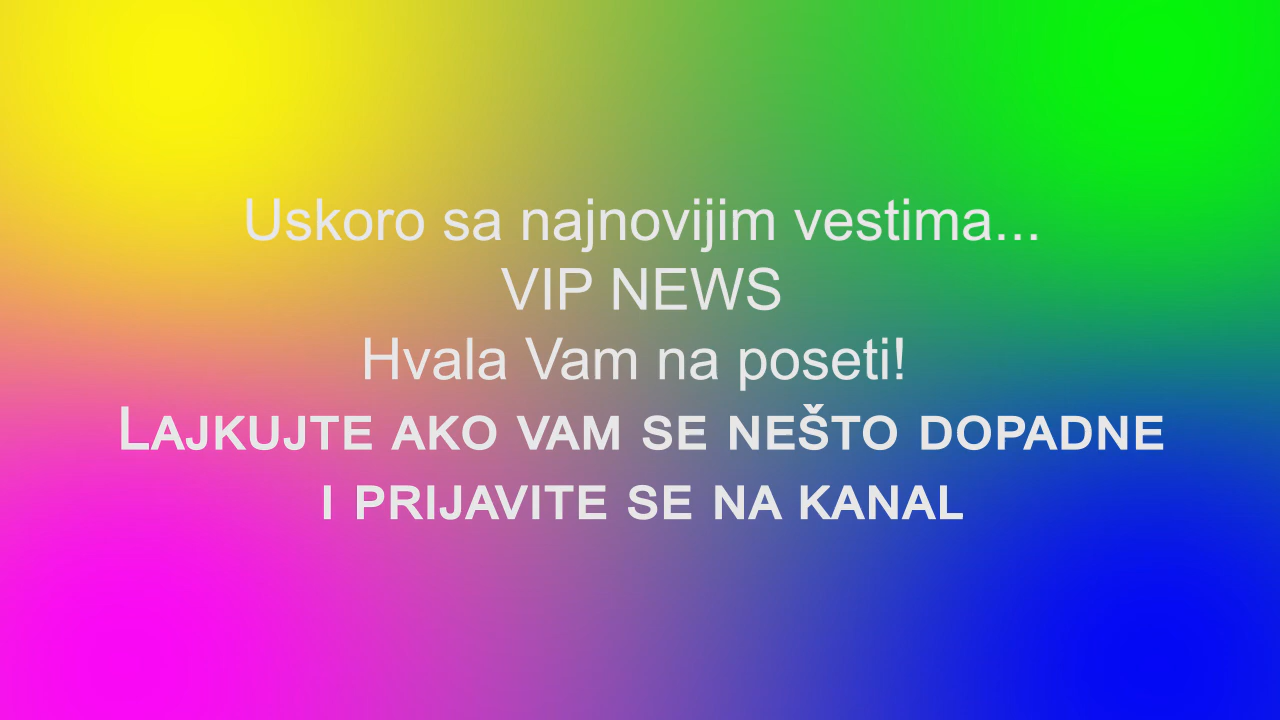 Uskoro sa najnovijim vestima...
VIP NEWS
Hvala Vam na poseti!
LAJKUJTE AKO VAM SE NEŠTO DOPADNE
I PRIJAVITE SE NA KANAL